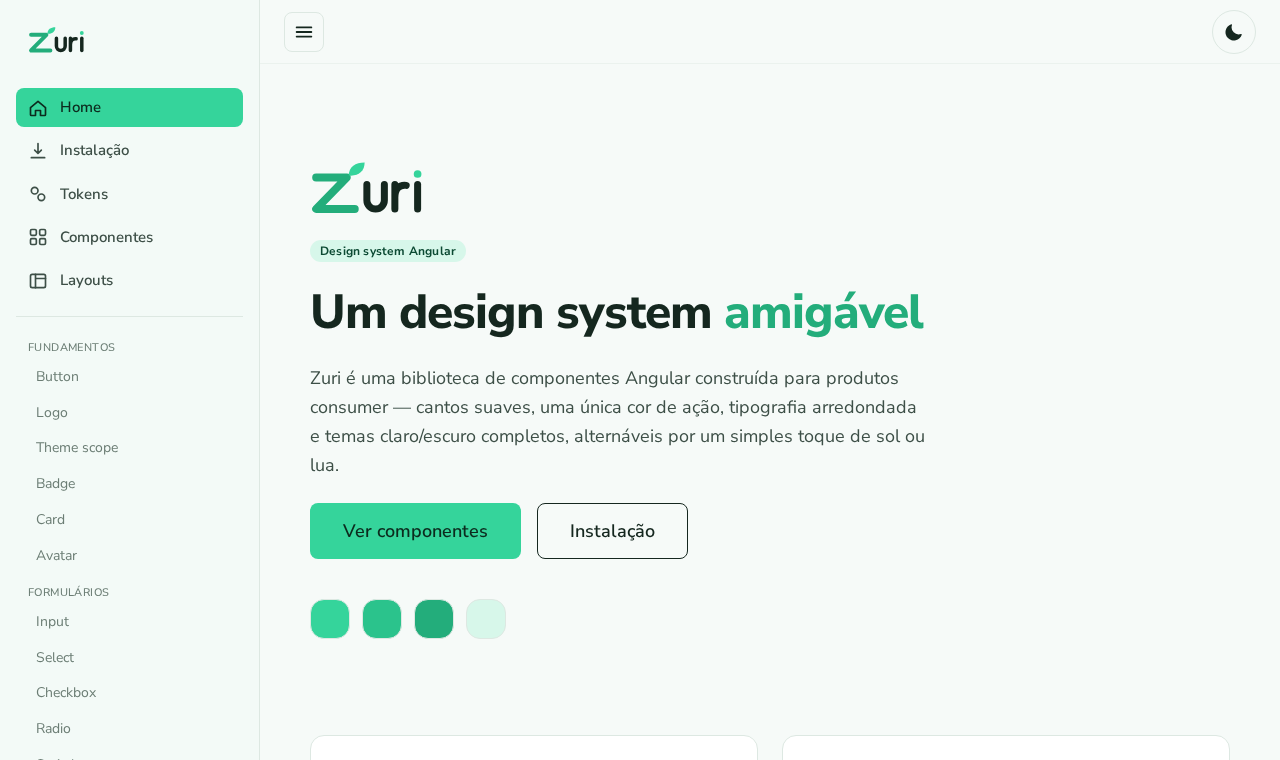 Zuri
Home
Instalação
Tokens
Componentes
Layouts
FUNDAMENTOS
Button
Logo
Theme scope
Badge
Card
Avatar
FORMULÁRIOS
Input
Select
Checkbox
Radio
Zuri
Design system Angular
Um design system amigável
Zuri é uma biblioteca de componentes Angular construída para produtos
consumer — cantos suaves, uma única cor de ação, tipografia arredondada
e temas claro/escuro completos, alternáveis por um simples toque de sol ou
lua.
Ver componentes
Instalação